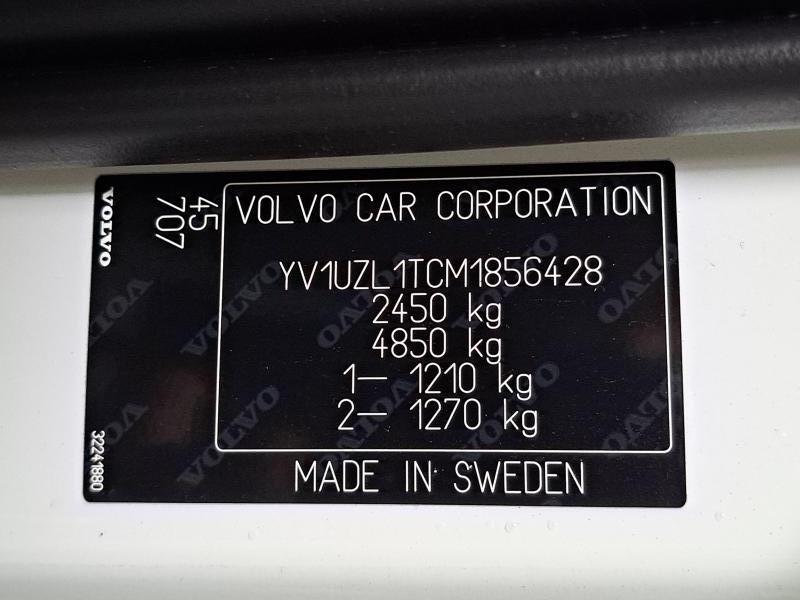 VOLVO
45
707
VOLVO CAR CORPORATION
YV1UZL1TCM1856428
2450 kg
4850 kg
1– 1210 kg
2– 1270 kg
MADE IN SWEDEN
32241880